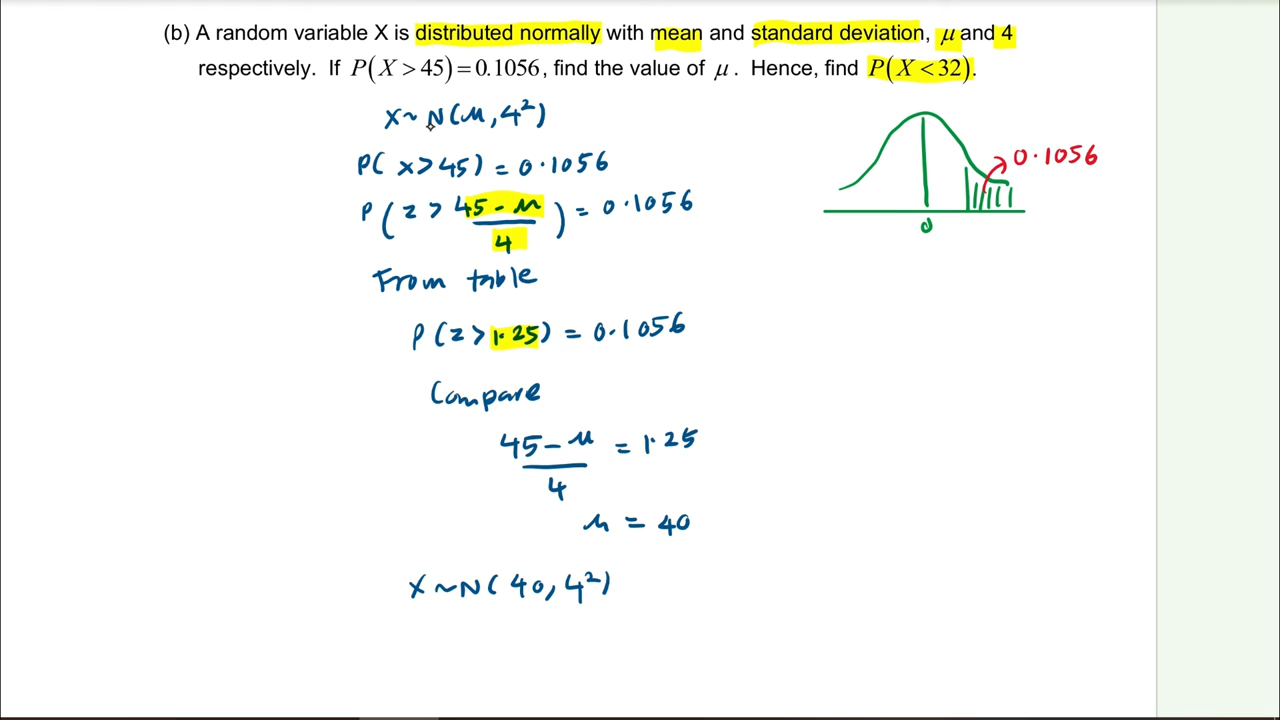 (b) A random variable X is distributed normally with mean and standard deviation, μ and 4
respectively. If P(X > 45) = 0.1056, find the value of μ. Hence, find P(X < 32).
X ~ N(μ, 4²)
P(X > 45) = 0.1056
P(Z > (45 - μ)/4) = 0.1056
0.1056
0
From table
P(Z > 1.25) = 0.1056
Compare
(45 - μ)/4 = 1.25
μ = 40
X ~ N(40, 4²)